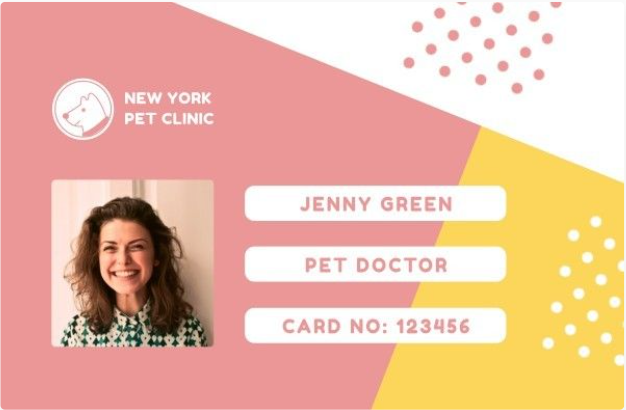 NEW YORK
PET CLINIC
JENNY GREEN
PET DOCTOR
CARD NO: 123456